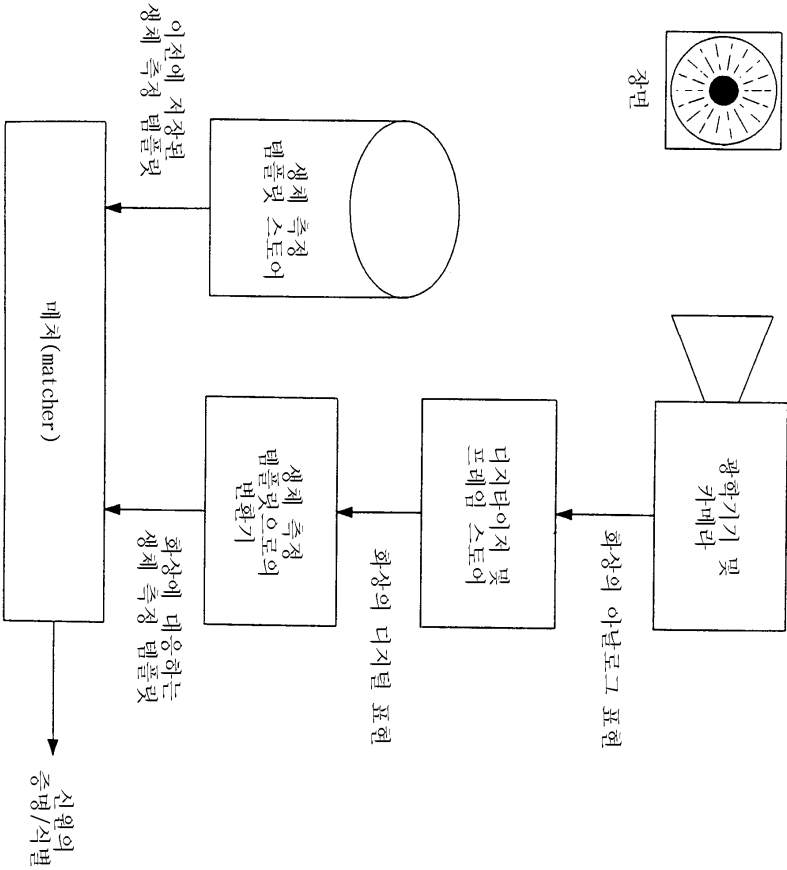 장면
광학기기 및
카메라
화상의 아날로그 표현
디지타이저 및
프레임 스토어
화상의 디지털 표현
생체 측정
템플릿 스토어
생체 측정
템플릿으로의
변환기
이전에 저장된
생체 측정 템플릿
화상에 대응하는
생체 측정 템플릿
매처(matcher)
신원의
증명/식별